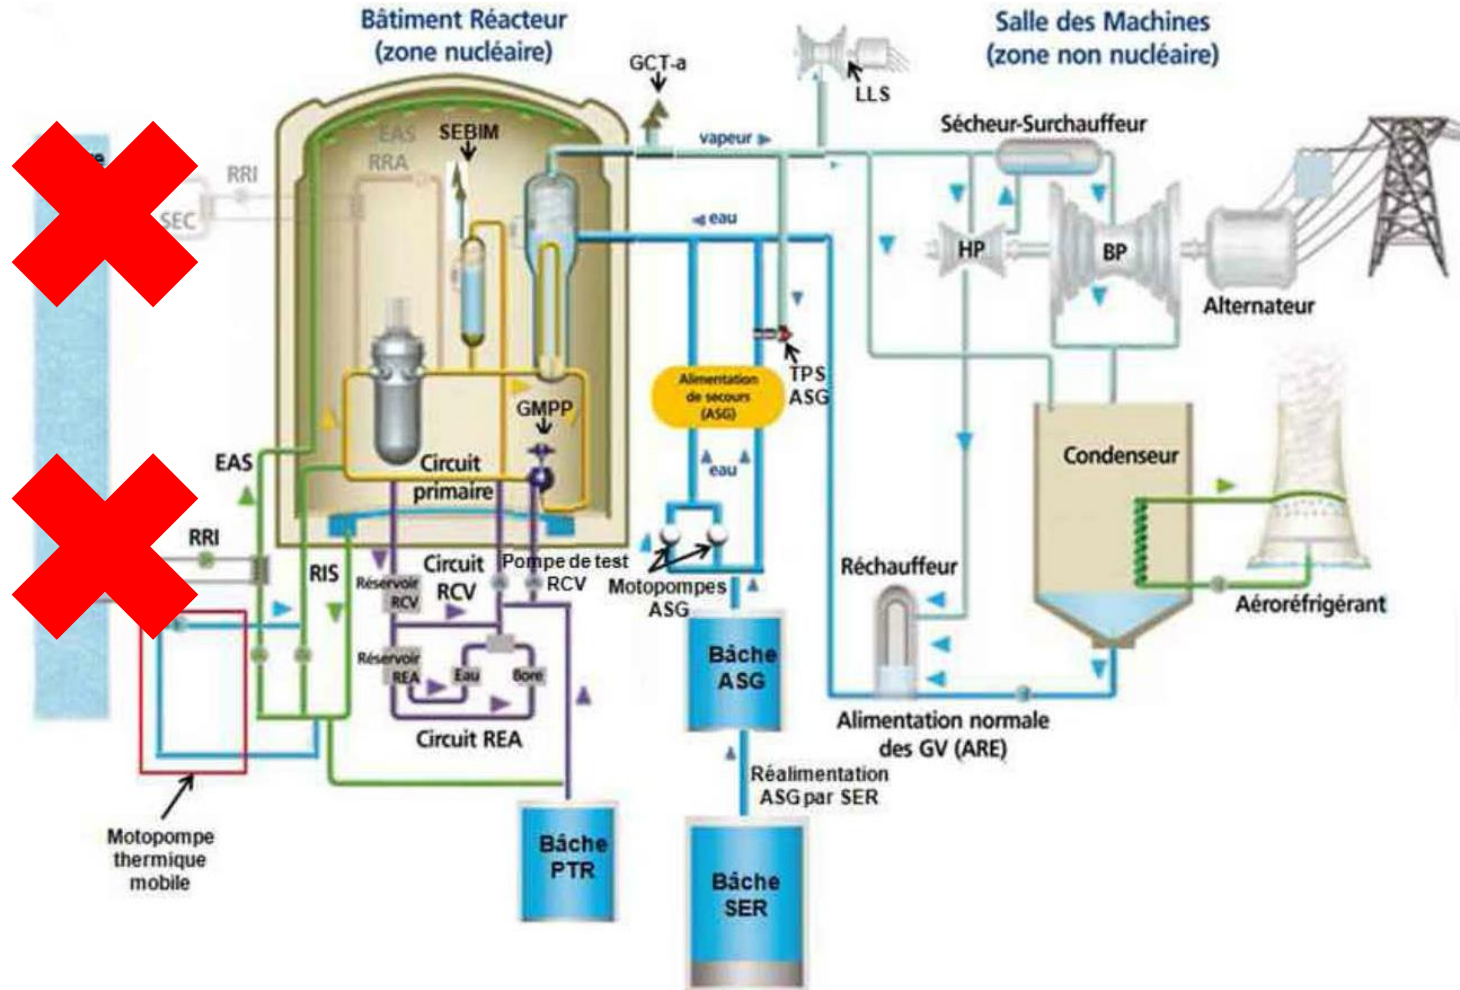 Bâtiment Réacteur
(zone nucléaire)
Salle des Machines
(zone non nucléaire)
GCT-a
LLS
EAS
RRA
SEBIM
vapeur
Sécheur-Surchauffeur
RRI
SEC
eau
HP
BP
Alternateur
TPS
ASG
Alimentation
de secours
(ASG)
GMPP
EAS
Circuit
primaire
eau
Condenseur
RRI
RIS
Réservoir
RCV
Circuit
RCV
Pompe de test
RCV
Motopompes
ASG
Réchauffeur
Aéroréfrigérant
Réservoir
REA
Eau
Bore
Bâche
ASG
Circuit REA
Alimentation normale
des GV (ARE)
Réalimentation
ASG par SER
Motopompe
thermique
mobile
Bâche
PTR
Bâche
SER